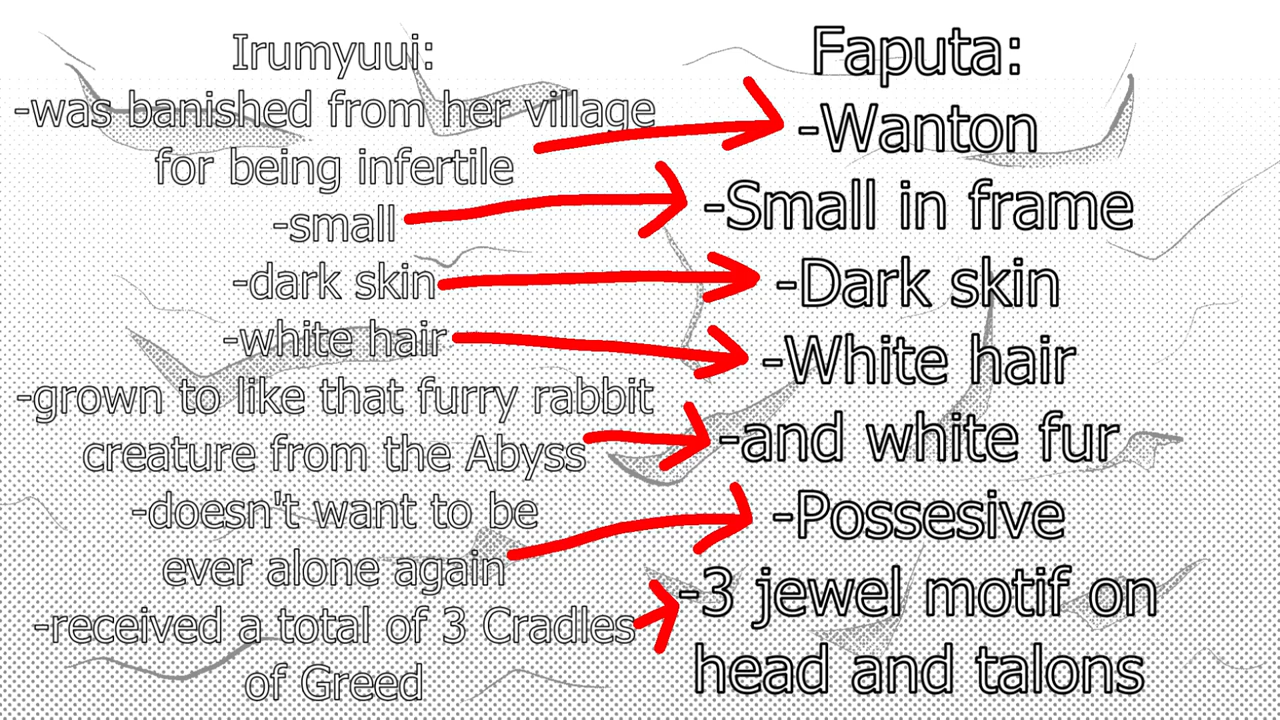 Irumyuui:
-was banished from her village
for being infertile
-small
-dark skin
-white hair
-grown to like that furry rabbit
creature from the Abyss
-doesn't want to be
ever alone again
-received a total of 3 Cradles
of Greed
Faputa:
-Wanton
-Small in frame
-Dark skin
-White hair
-and white fur
-Possesive
-3 jewel motif on
head and talons